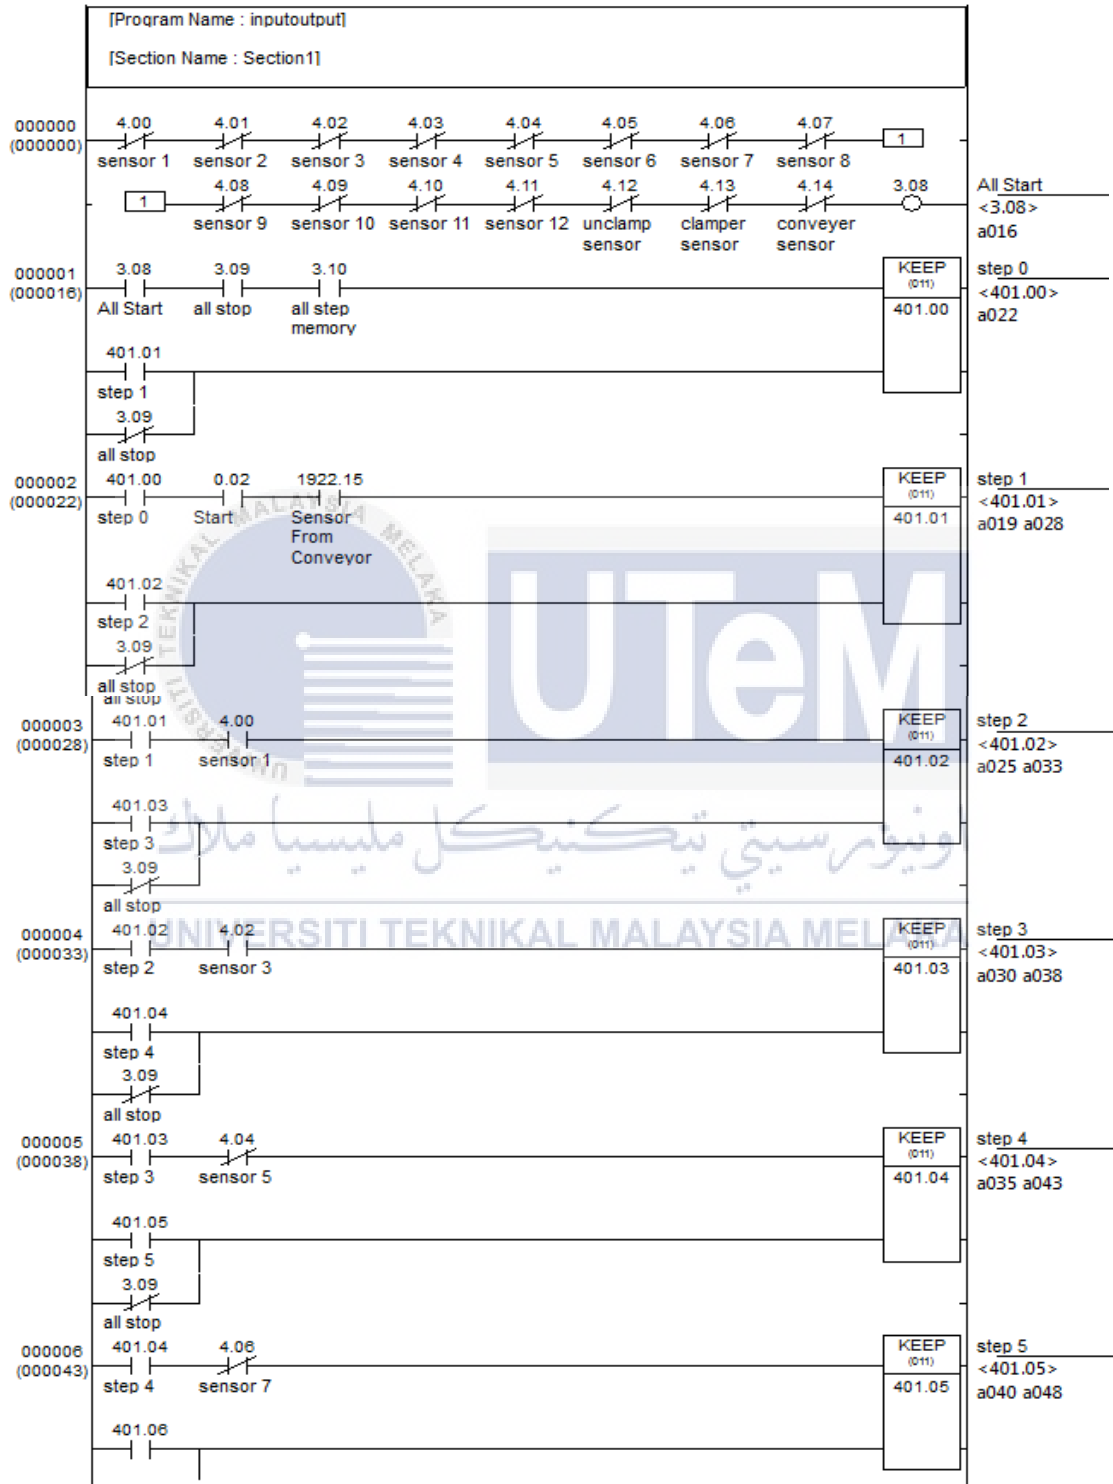 [Program Name : inputoutput]
[Section Name : Section1]
000000
(000000)
4.00 4.01 4.02 4.03 4.04 4.05 4.06 4.07
1
sensor 1 sensor 2 sensor 3 sensor 4 sensor 5 sensor 6 sensor 7 sensor 8
1
4.08 4.09 4.10 4.11 4.12 4.13 4.14 3.08
sensor 9 sensor 10 sensor 11 sensor 12 unclamp sensor clamper sensor conveyer sensor
All Start
<3.08>
a016
000001
(000016)
3.08 3.09 3.10
All Start all stop all step memory
KEEP
(011)
401.00
step 0
<401.00>
a022
401.01
step 1
3.09
all stop
000002
(000022)
401.00 0.02 1922.15
step 0 Start Sensor From Conveyor
KEEP
(011)
401.01
step 1
<401.01>
a019 a028
401.02
step 2
3.09
all stop
all stop
000003
(000028)
401.01 4.00
step 1 sensor 1
KEEP
(011)
401.02
step 2
<401.02>
a025 a033
401.03
step 3
3.09
all stop
000004
(000033)
401.02 4.02
step 2 sensor 3
KEEP
(011)
401.03
step 3
<401.03>
a030 a038
401.04
step 4
3.09
all stop
000005
(000038)
401.03 4.04
step 3 sensor 5
KEEP
(011)
401.04
step 4
<401.04>
a035 a043
401.05
step 5
3.09
all stop
000006
(000043)
401.04 4.06
step 4 sensor 7
KEEP
(011)
401.05
step 5
<401.05>
a040 a048
401.06
UNIVERSITI TEKNIKAL MALAYSIA MELAKA
UTeM
اونيۏرسيتي تيكنيكل مليسيا ملاك
UNIVERSITI TEKNIKAL MALAYSIA MELAKA